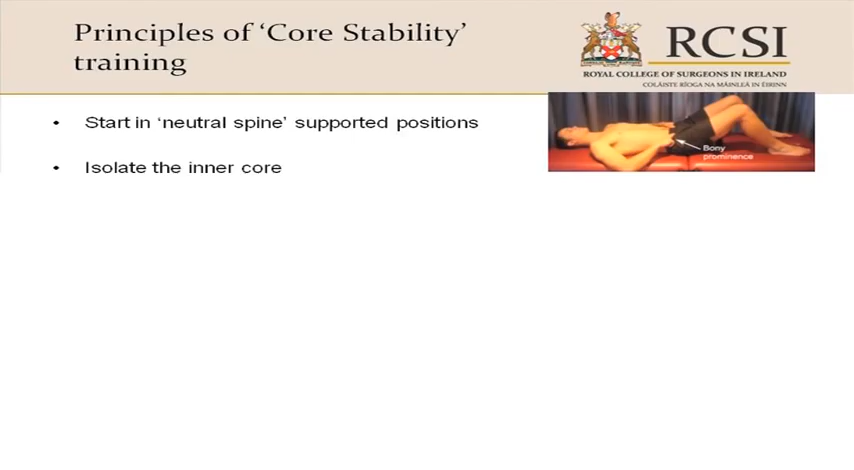 Principles of ‘Core Stability’
training
RCSI
ROYAL COLLEGE OF SURGEONS IN IRELAND
COLÁISTE RÍOGA NA MÁINLEÁ IN ÉIRINN
• Start in ‘neutral spine’ supported positions
Bony
prominence
• Isolate the inner core